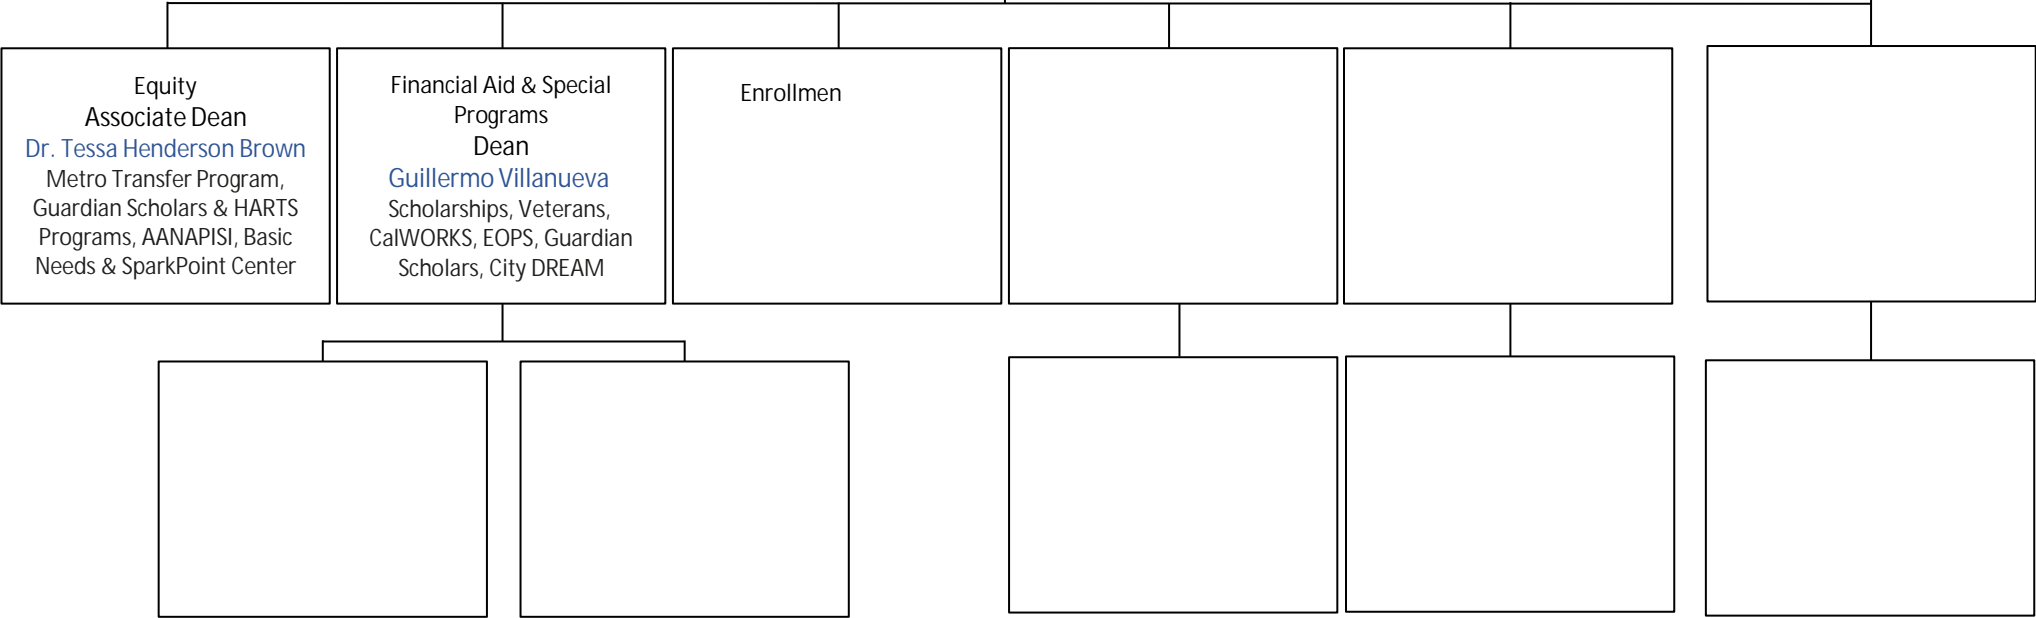 Equity
Associate Dean
Dr. Tessa Henderson Brown
Metro Transfer Program,
Guardian Scholars & HARTS
Programs, AANAPISI, Basic
Needs & SparkPoint Center
Financial Aid & Special
Programs
Dean
Guillermo Villanueva
Scholarships, Veterans,
CalWORKS, EOPS, Guardian
Scholars, City DREAM
Enrollmen